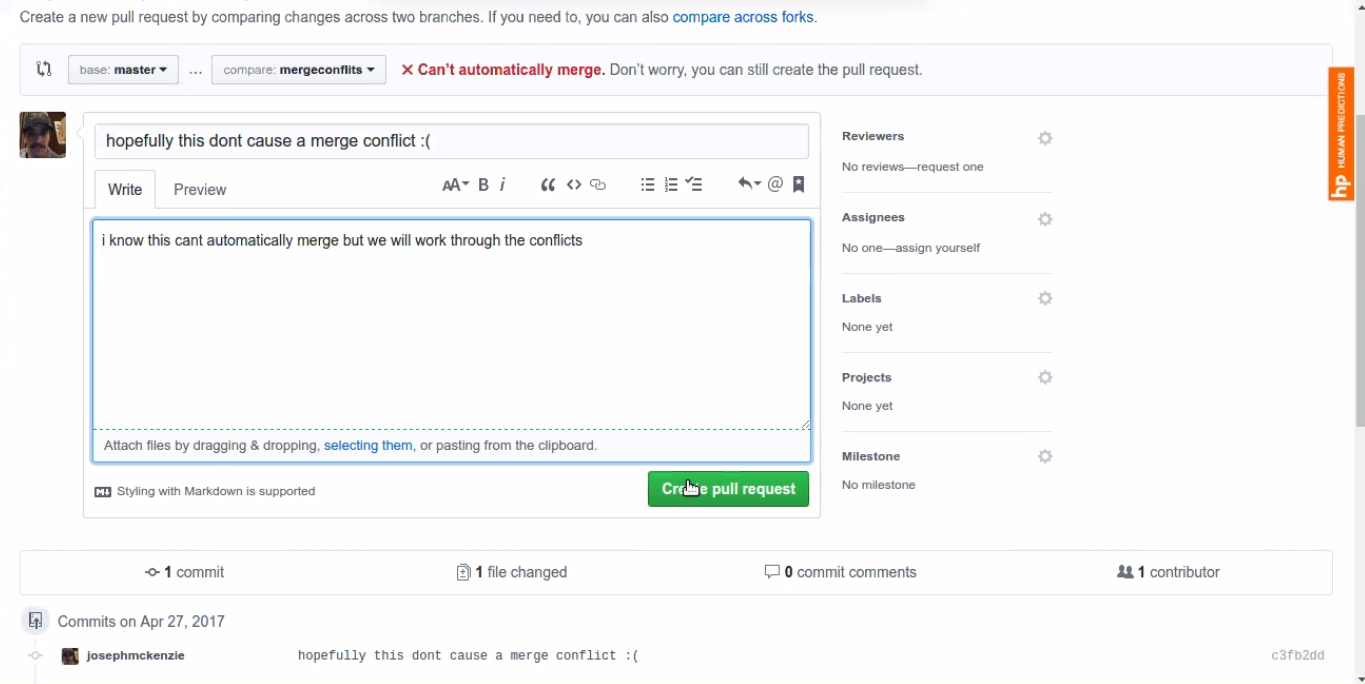 Create a new pull request by comparing changes across two branches. If you need to, you can also compare across forks.
base: master ... compare: mergeconflits × Can't automatically merge. Don't worry, you can still create the pull request.
hp HUMAN PREDICTIONS
hopefully this dont cause a merge conflict :(
Write Preview AA B i @
i know this cant automatically merge but we will work through the conflicts
Attach files by dragging & dropping, selecting them, or pasting from the clipboard.
Styling with Markdown is supported
pull request
Reviewers
No reviews—request one
Assignees
No one—assign yourself
Labels
None yet
Projects
None yet
Milestone
No milestone
1 commit 1 file changed 0 commit comments 1 contributor
Commits on Apr 27, 2017
josephmckenzie hopefully this dont cause a merge conflict :( c3fb2dd